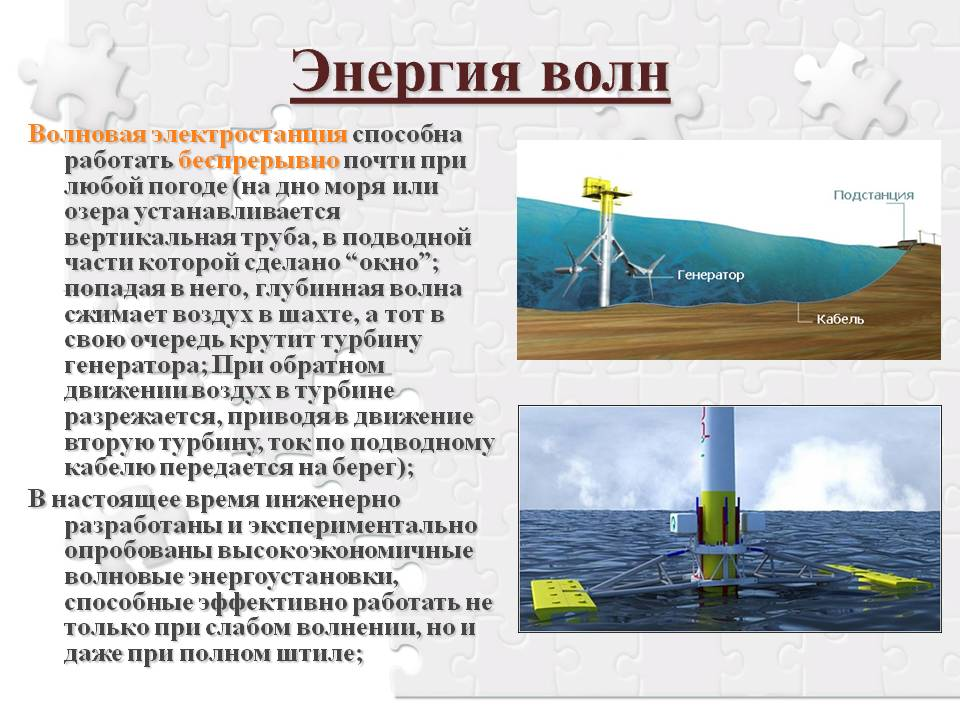 Энергия волн
Волновая электростанция способна
работать беспрерывно почти при
любой погоде (на дно моря или
озера устанавливается
вертикальная труба, в подводной
части которой сделано “окно”;
попадая в него, глубинная волна
сжимает воздух в шахте, а тот в
свою очередь крутит турбину
генератора; При обратном
движении воздух в турбине
разрежается, приводя в движение
вторую турбину, ток по подводному
кабелю передается на берег);
В настоящее время инженерно
разработаны и экспериментально
опробованы высокоэкономичные
волновые энергоустановки,
способные эффективно работать не
только при слабом волнении, но и
даже при полном штиле;
Подстанция
Генератор
Кабель